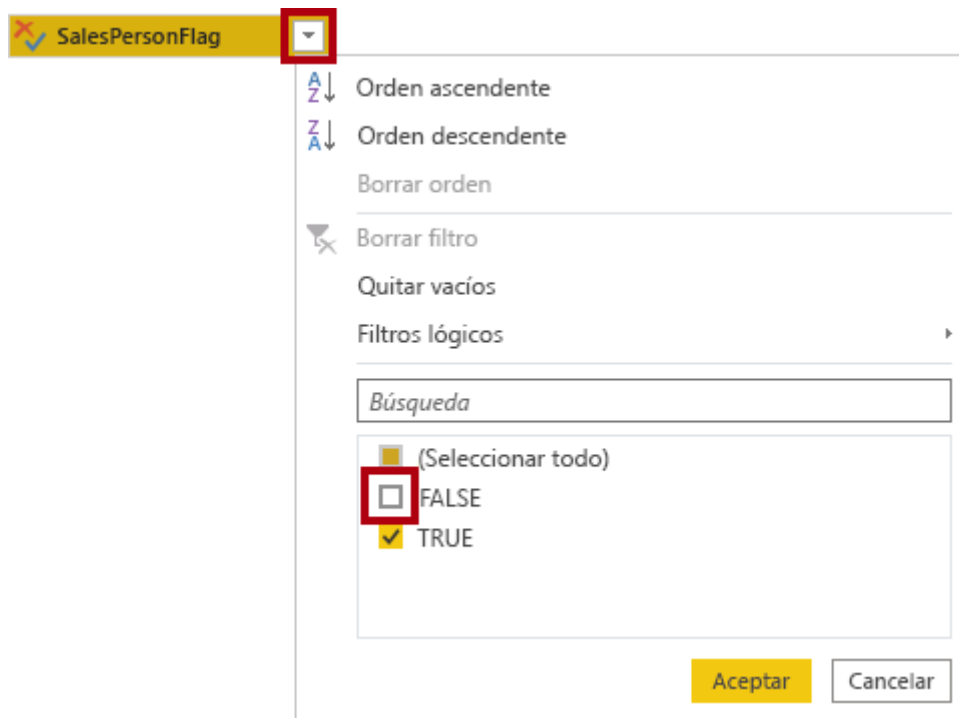 SalesPersonFlag
Orden ascendente
Orden descendente
Borrar orden
Borrar filtro
Quitar vacíos
Filtros lógicos
Búsqueda
(Seleccionar todo)
FALSE
TRUE
Aceptar Cancelar